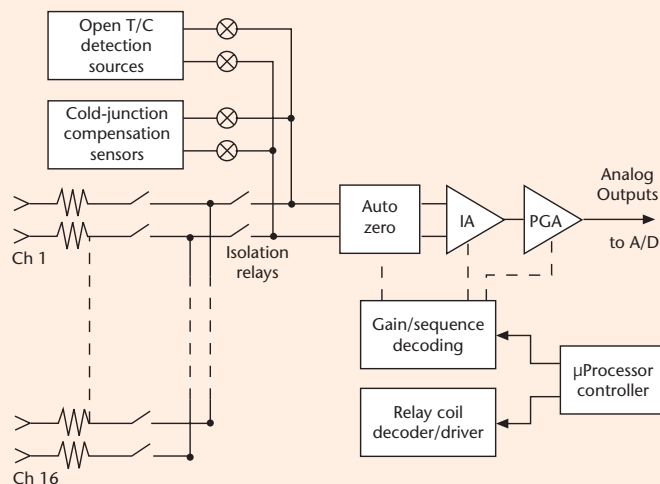 Open T/C
detection
sources
Cold-junction
compensation
sensors
Ch 1
Isolation
relays
Auto
zero
IA
PGA
Analog
Outputs
to A/D
Gain/sequence
decoding
µProcessor
controller
Relay coil
decoder/driver
Ch 16